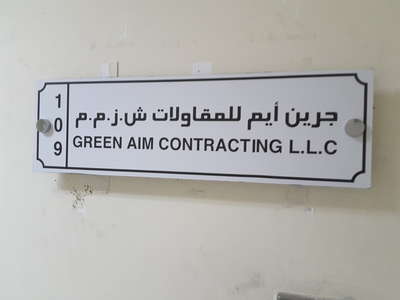 109
جرين أيم للمقاولات ش.ز.م.م
GREEN AIM CONTRACTING L.L.C